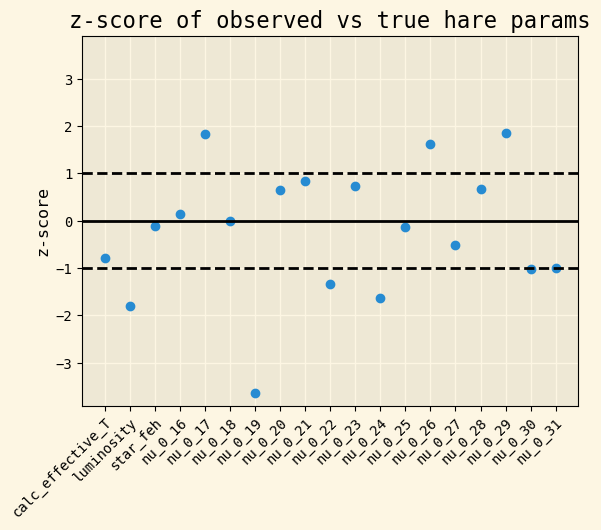 z-score of observed vs true hare params
z-score
3
2
1
0
−1
−2
−3
calc_effective_T
luminosity
star_feh
nu_0_16
nu_0_17
nu_0_18
nu_0_19
nu_0_20
nu_0_21
nu_0_22
nu_0_23
nu_0_24
nu_0_25
nu_0_26
nu_0_27
nu_0_28
nu_0_29
nu_0_30
nu_0_31